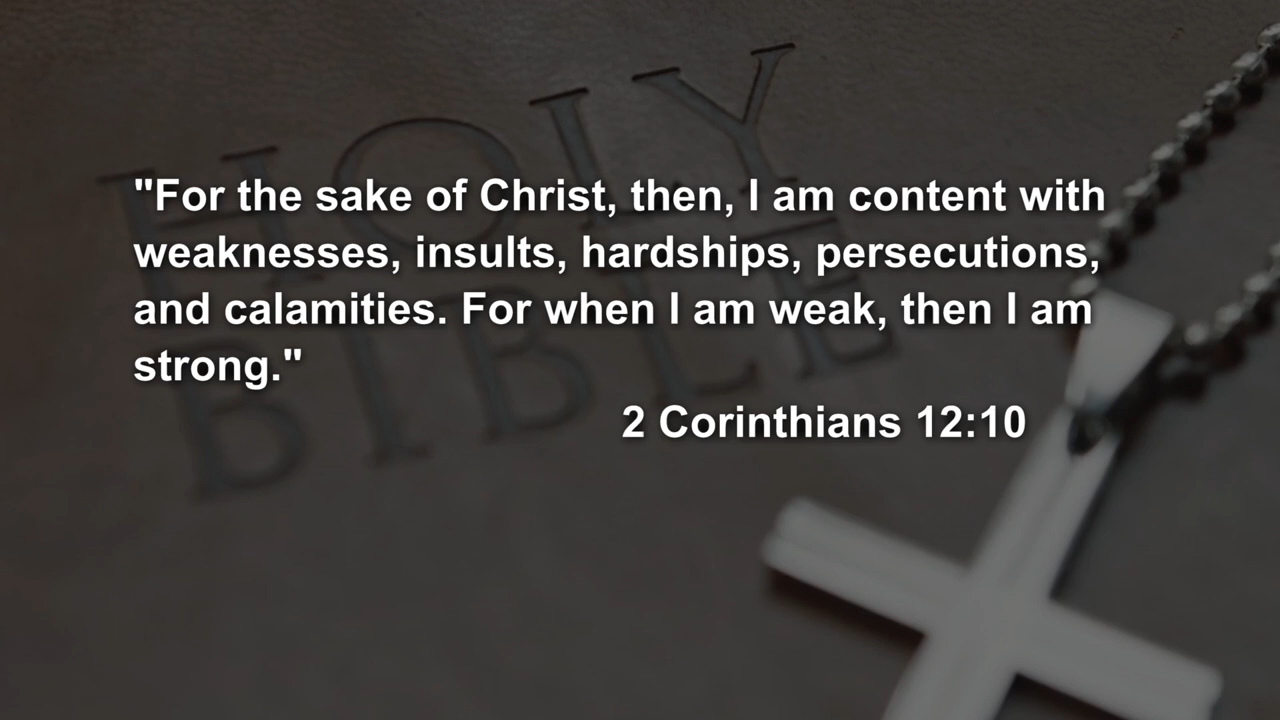 HOLY
BIBLE
"For the sake of Christ, then, I am content with
weaknesses, insults, hardships, persecutions,
and calamities. For when I am weak, then I am
strong."
2 Corinthians 12:10